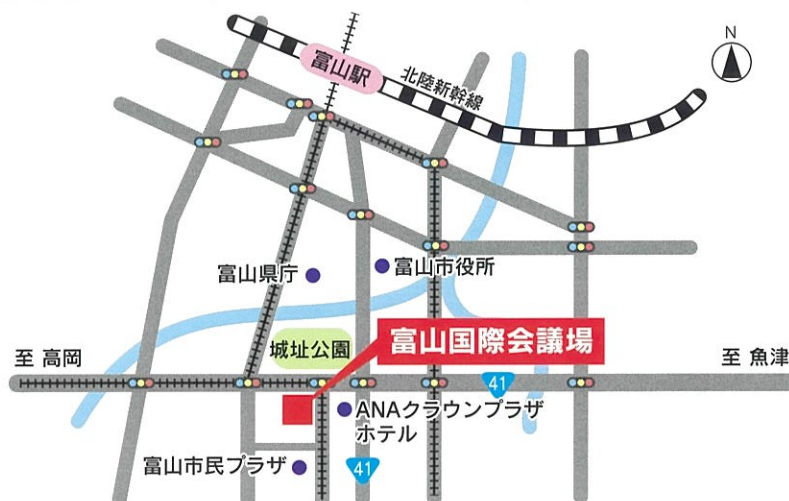 N
富山駅
北陸新幹線
富山県庁
富山市役所
城址公園
富山国際会議場
至 高岡
至 魚津
41
ANAクラウンプラザ
ホテル
富山市民プラザ
41